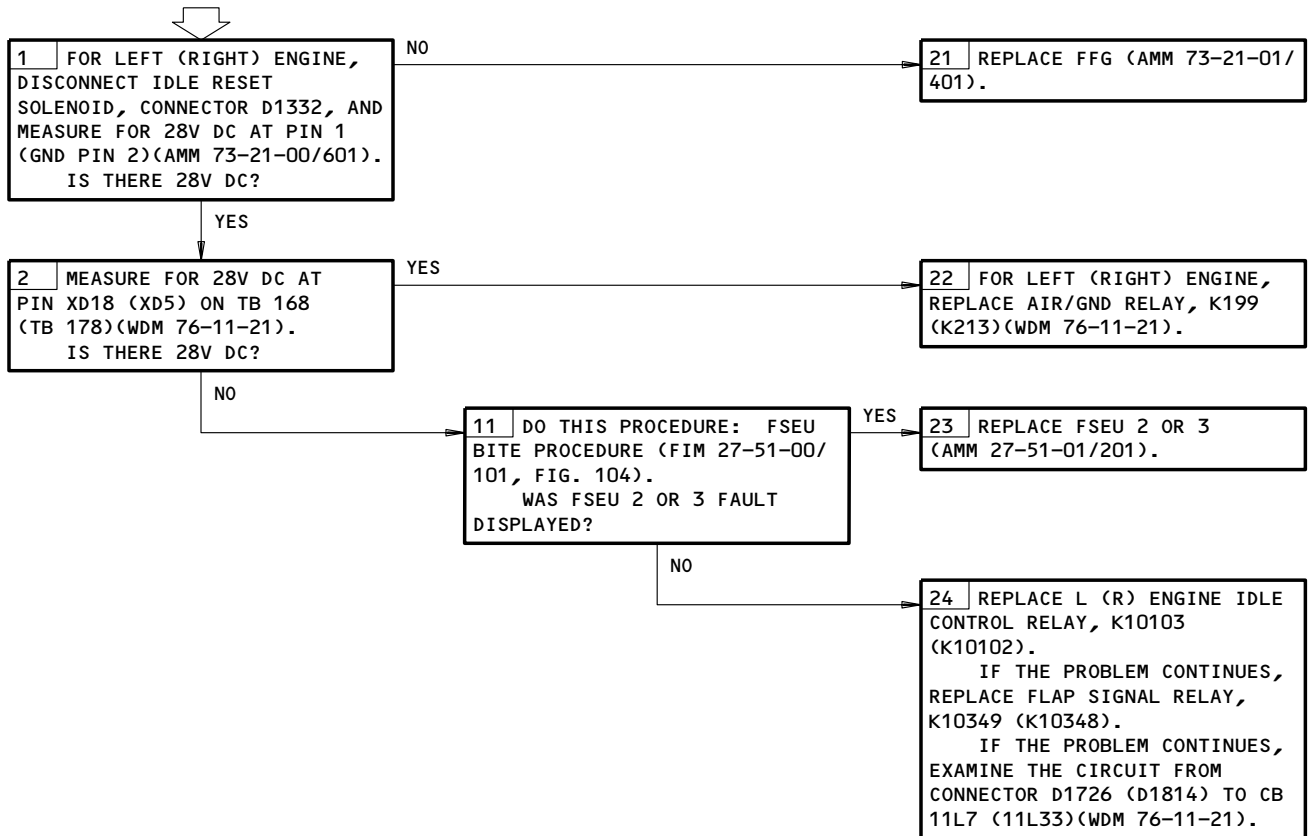 1 FOR LEFT (RIGHT) ENGINE,
DISCONNECT IDLE RESET
SOLENOID, CONNECTOR D1332, AND
MEASURE FOR 28V DC AT PIN 1
(GND PIN 2)(AMM 73-21-00/601).
IS THERE 28V DC?
NO
21 REPLACE FFG (AMM 73-21-01/
401).
YES
2 MEASURE FOR 28V DC AT
PIN XD18 (XD5) ON TB 168
(TB 178)(WDM 76-11-21).
IS THERE 28V DC?
YES
22 FOR LEFT (RIGHT) ENGINE,
REPLACE AIR/GND RELAY, K199
(K213)(WDM 76-11-21).
NO
11 DO THIS PROCEDURE: FSEU
BITE PROCEDURE (FIM 27-51-00/
101, FIG. 104).
WAS FSEU 2 OR 3 FAULT
DISPLAYED?
YES
23 REPLACE FSEU 2 OR 3
(AMM 27-51-01/201).
NO
24 REPLACE L (R) ENGINE IDLE
CONTROL RELAY, K10103
(K10102).
IF THE PROBLEM CONTINUES,
REPLACE FLAP SIGNAL RELAY,
K10349 (K10348).
IF THE PROBLEM CONTINUES,
EXAMINE THE CIRCUIT FROM
CONNECTOR D1726 (D1814) TO CB
11L7 (11L33)(WDM 76-11-21).